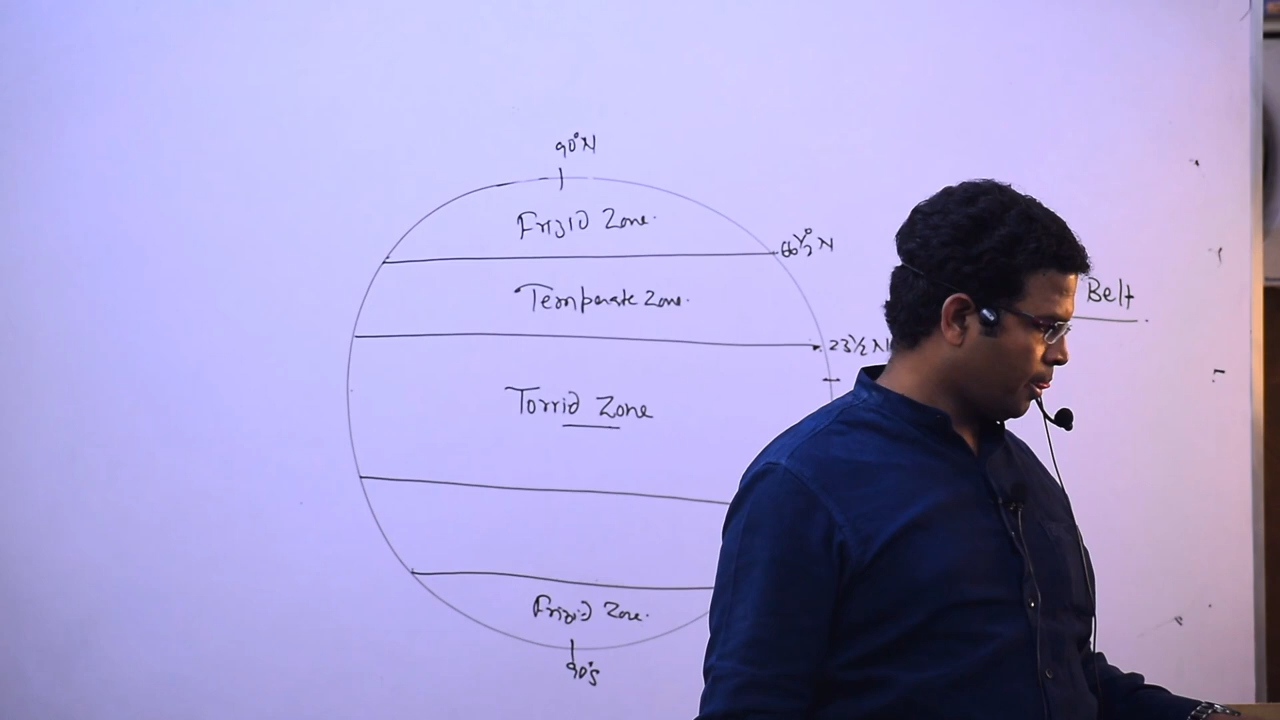 90°N
Frigid Zone.
66½° N
Belt
Temperate Zone.
23½ N
Torrid Zone
Frigid Zone.
90°S